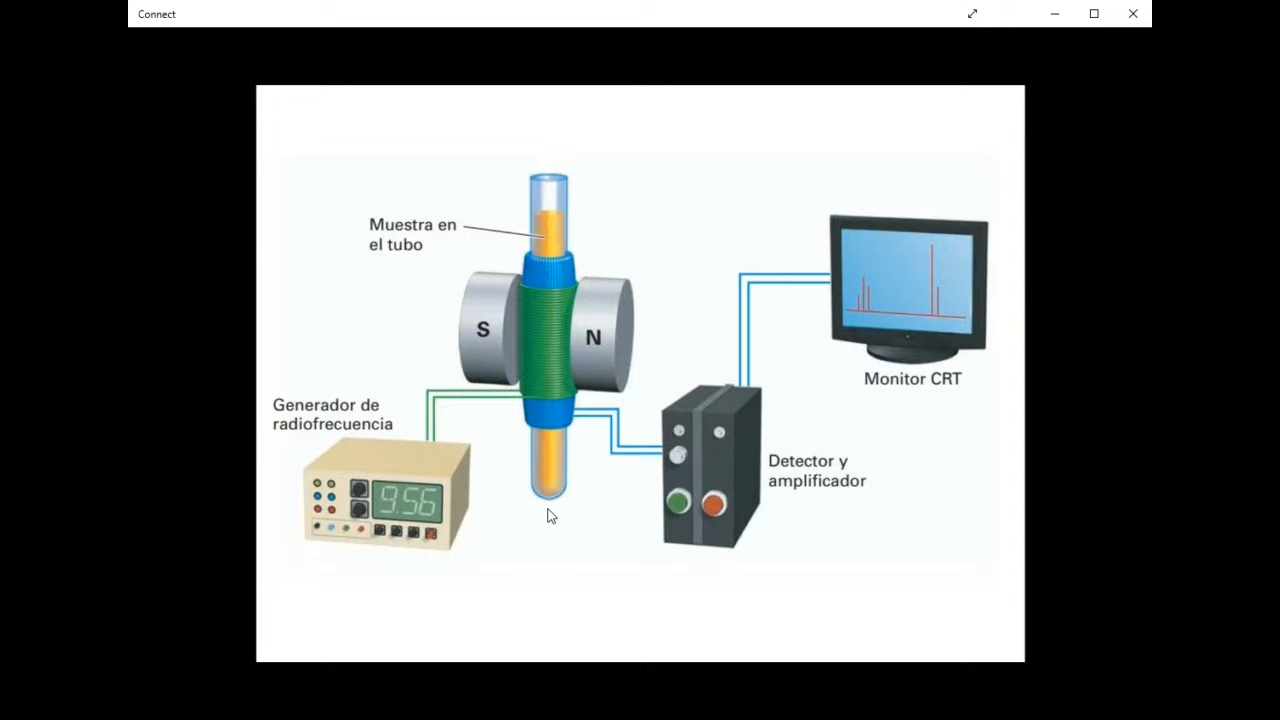 Connect
Muestra en
el tubo
S
N
Monitor CRT
Generador de
radiofrecuencia
9.56
Detector y
amplificador